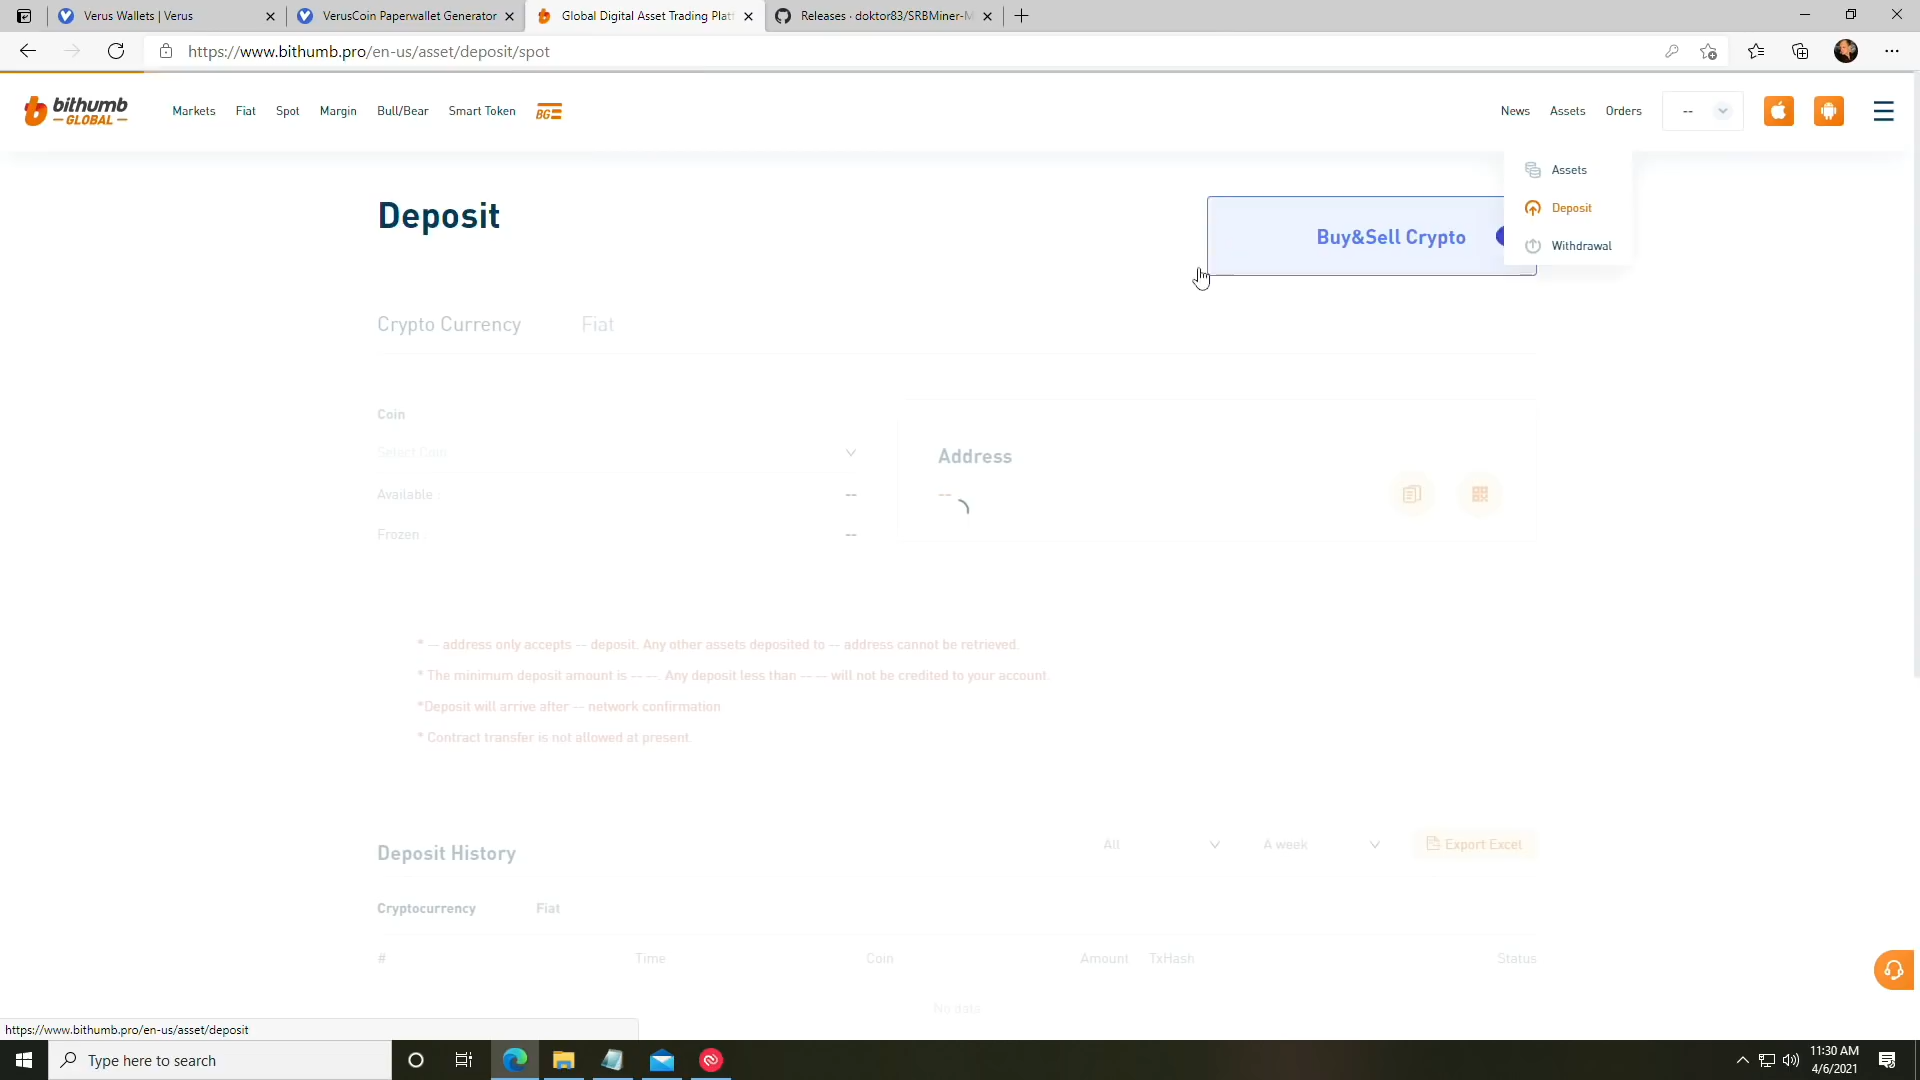 Verus Wallets | Verus
VerusCoin Paperwallet Generator
Global Digital Asset Trading Plat
Releases · doktor83/SRBMiner-M
https://www.bithumb.pro/en-us/asset/deposit/spot
bithumb
GLOBAL
Markets
Fiat
Spot
Margin
Bull/Bear
Smart Token
BG
News
Assets
Orders
--
Assets
Deposit
Withdrawal
Deposit
Buy&Sell Crypto
Crypto Currency
Fiat
Coin
Select Coin
Available :
--
Frozen :
--
Address
--
* -- address only accepts -- deposit. Any other assets deposited to -- address cannot be retrieved.
* The minimum deposit amount is -- --. Any deposit less than -- -- will not be credited to your account.
*Deposit will arrive after -- network confirmation
* Contract transfer is not allowed at present.
Deposit History
All
A week
Export Excel
Cryptocurrency
Fiat
#
Time
Coin
Amount
TxHash
Status
No data
https://www.bithumb.pro/en-us/asset/deposit
Type here to search
11:30 AM
4/6/2021